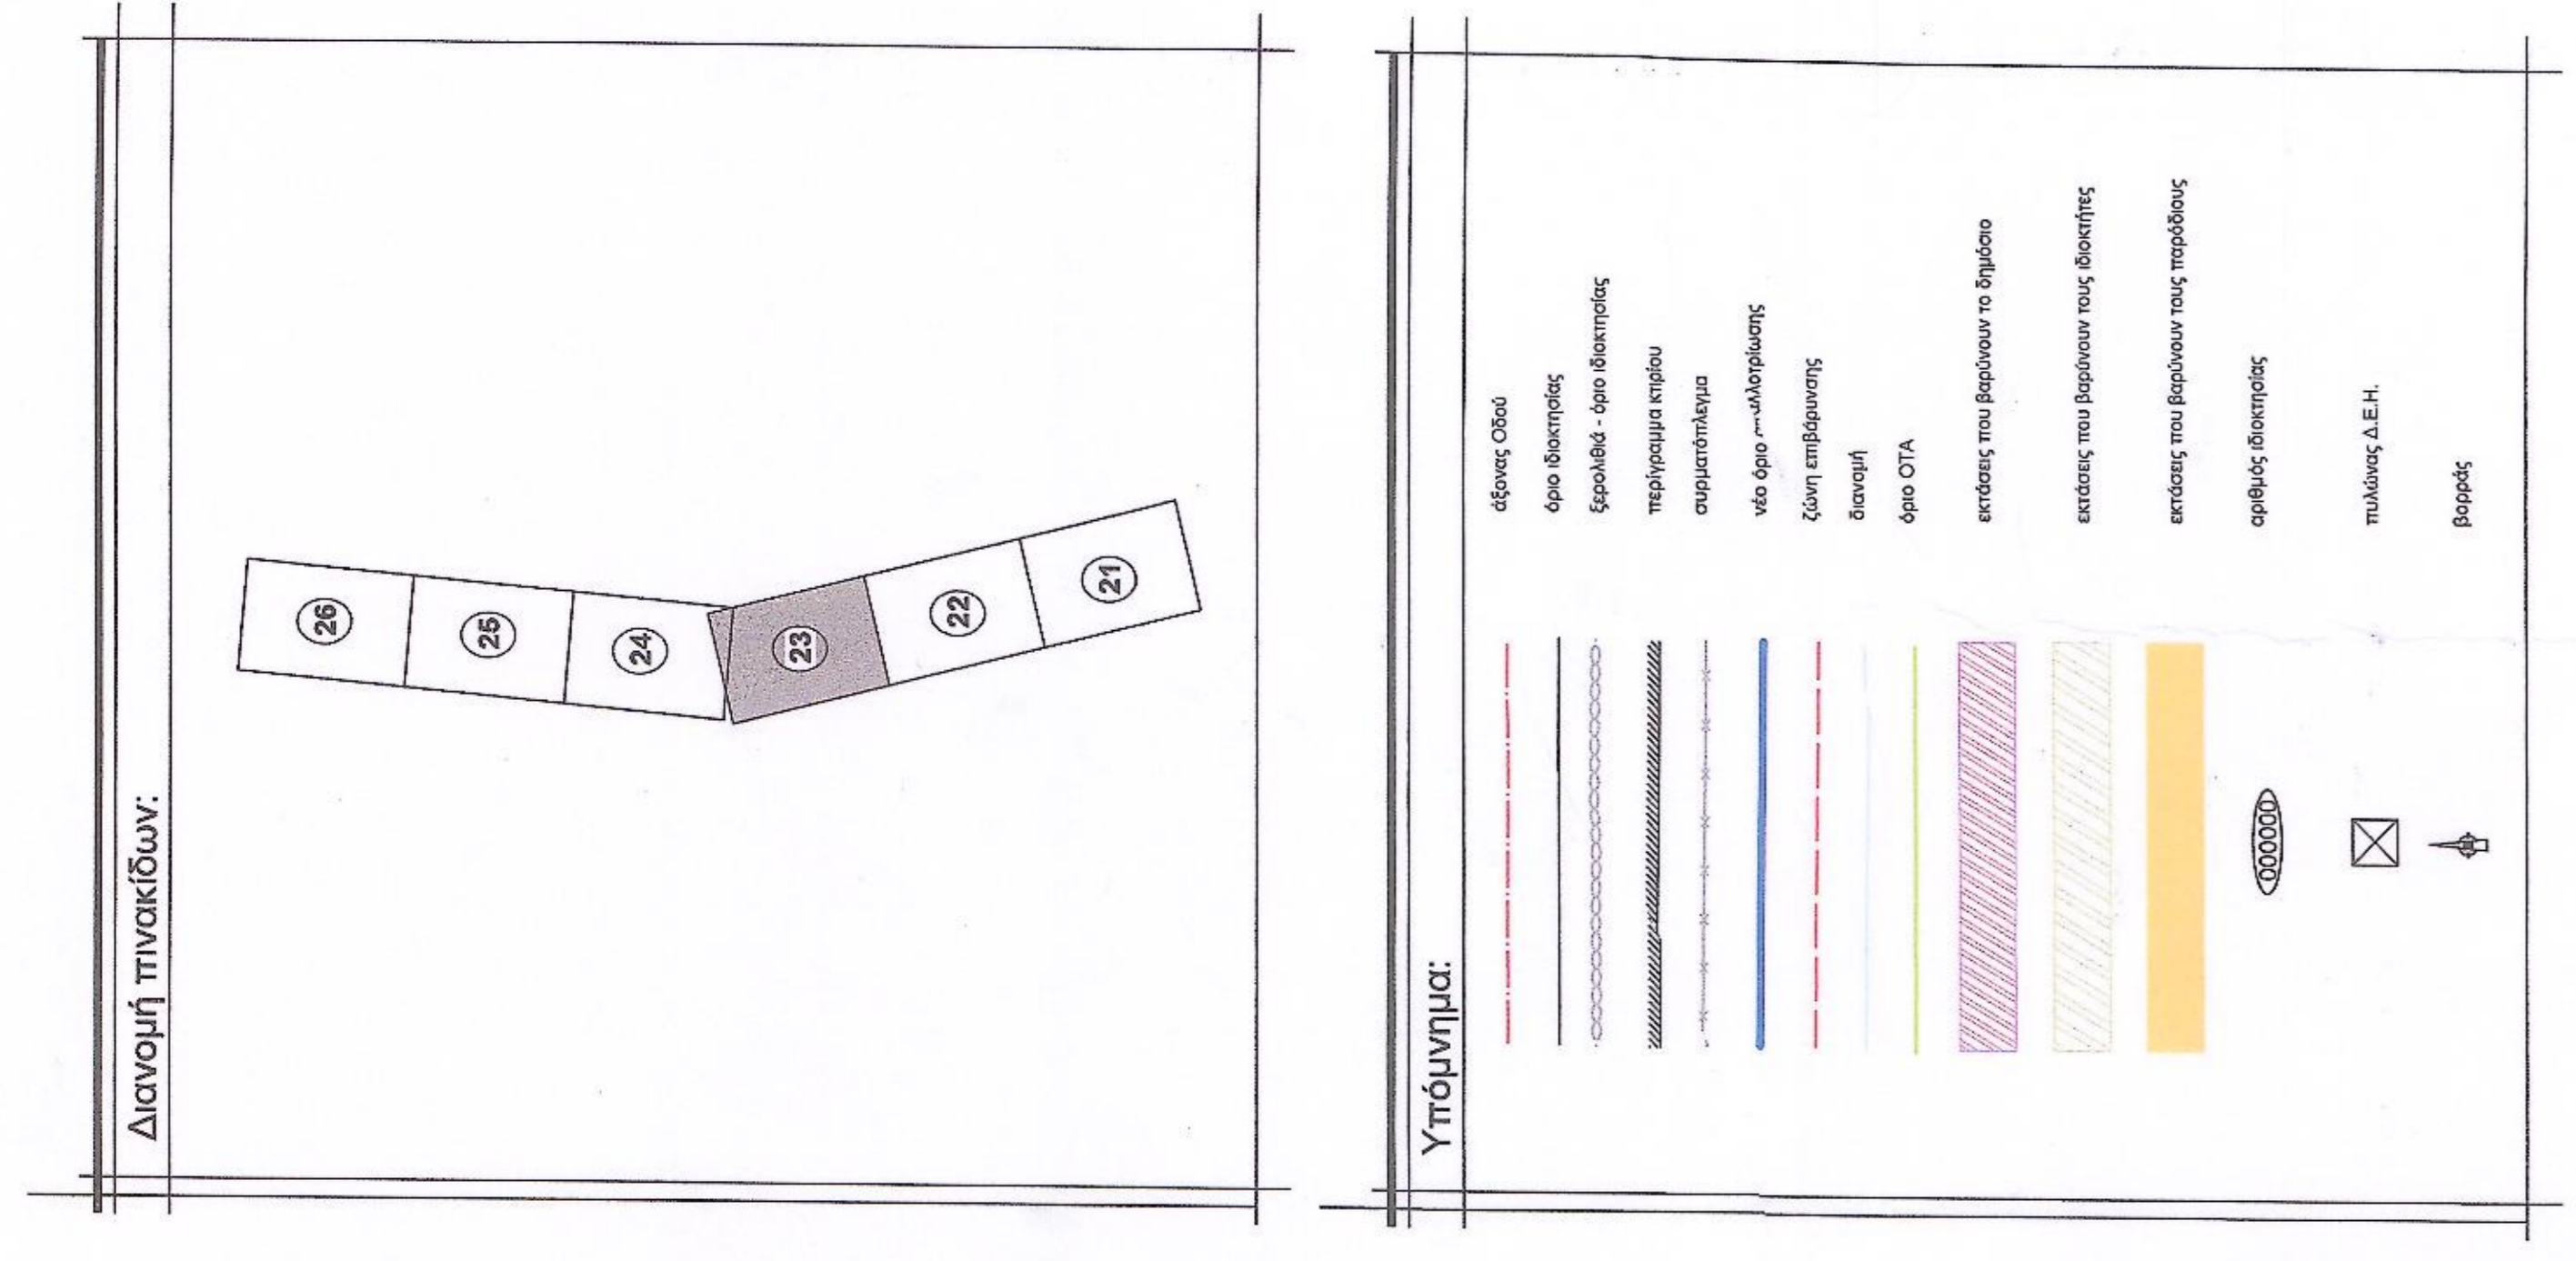 Διανομή πινακίδων:
26
25
24
23
22
21
Υπόμνημα:
άξονας Οδού
όριο ιδιοκτησίας
ξερολιθιά - όριο ιδιοκτησίας
περίγραμμα κτιρίου
συρματόπλεγμα
νέο όριο
ζώνη επιβάρυνσης
διανομή
όριο ΟΤΑ
εκτάσεις που βαρύνουν το δημόσιο
εκτάσεις που βαρύνουν τους ιδιοκτήτες
εκτάσεις που βαρύνουν τους παρόδιους
000000 αριθμός ιδιοκτησίας
πυλώνας Δ.Ε.Η.
βορράς